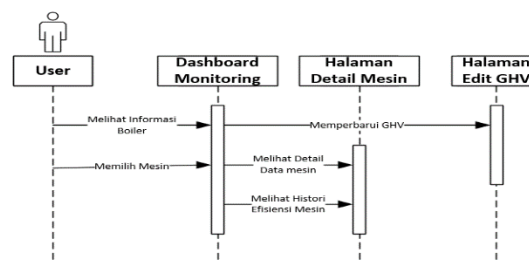 User
Dashboard
Monitoring
Halaman
Detail Mesin
Halaman
Edit GHV
Melihat Informasi
Boiler
Memperbarui GHV
Memilih Mesin
Melihat Detail
Data mesin
Melihat Histori
Efisiensi Mesin